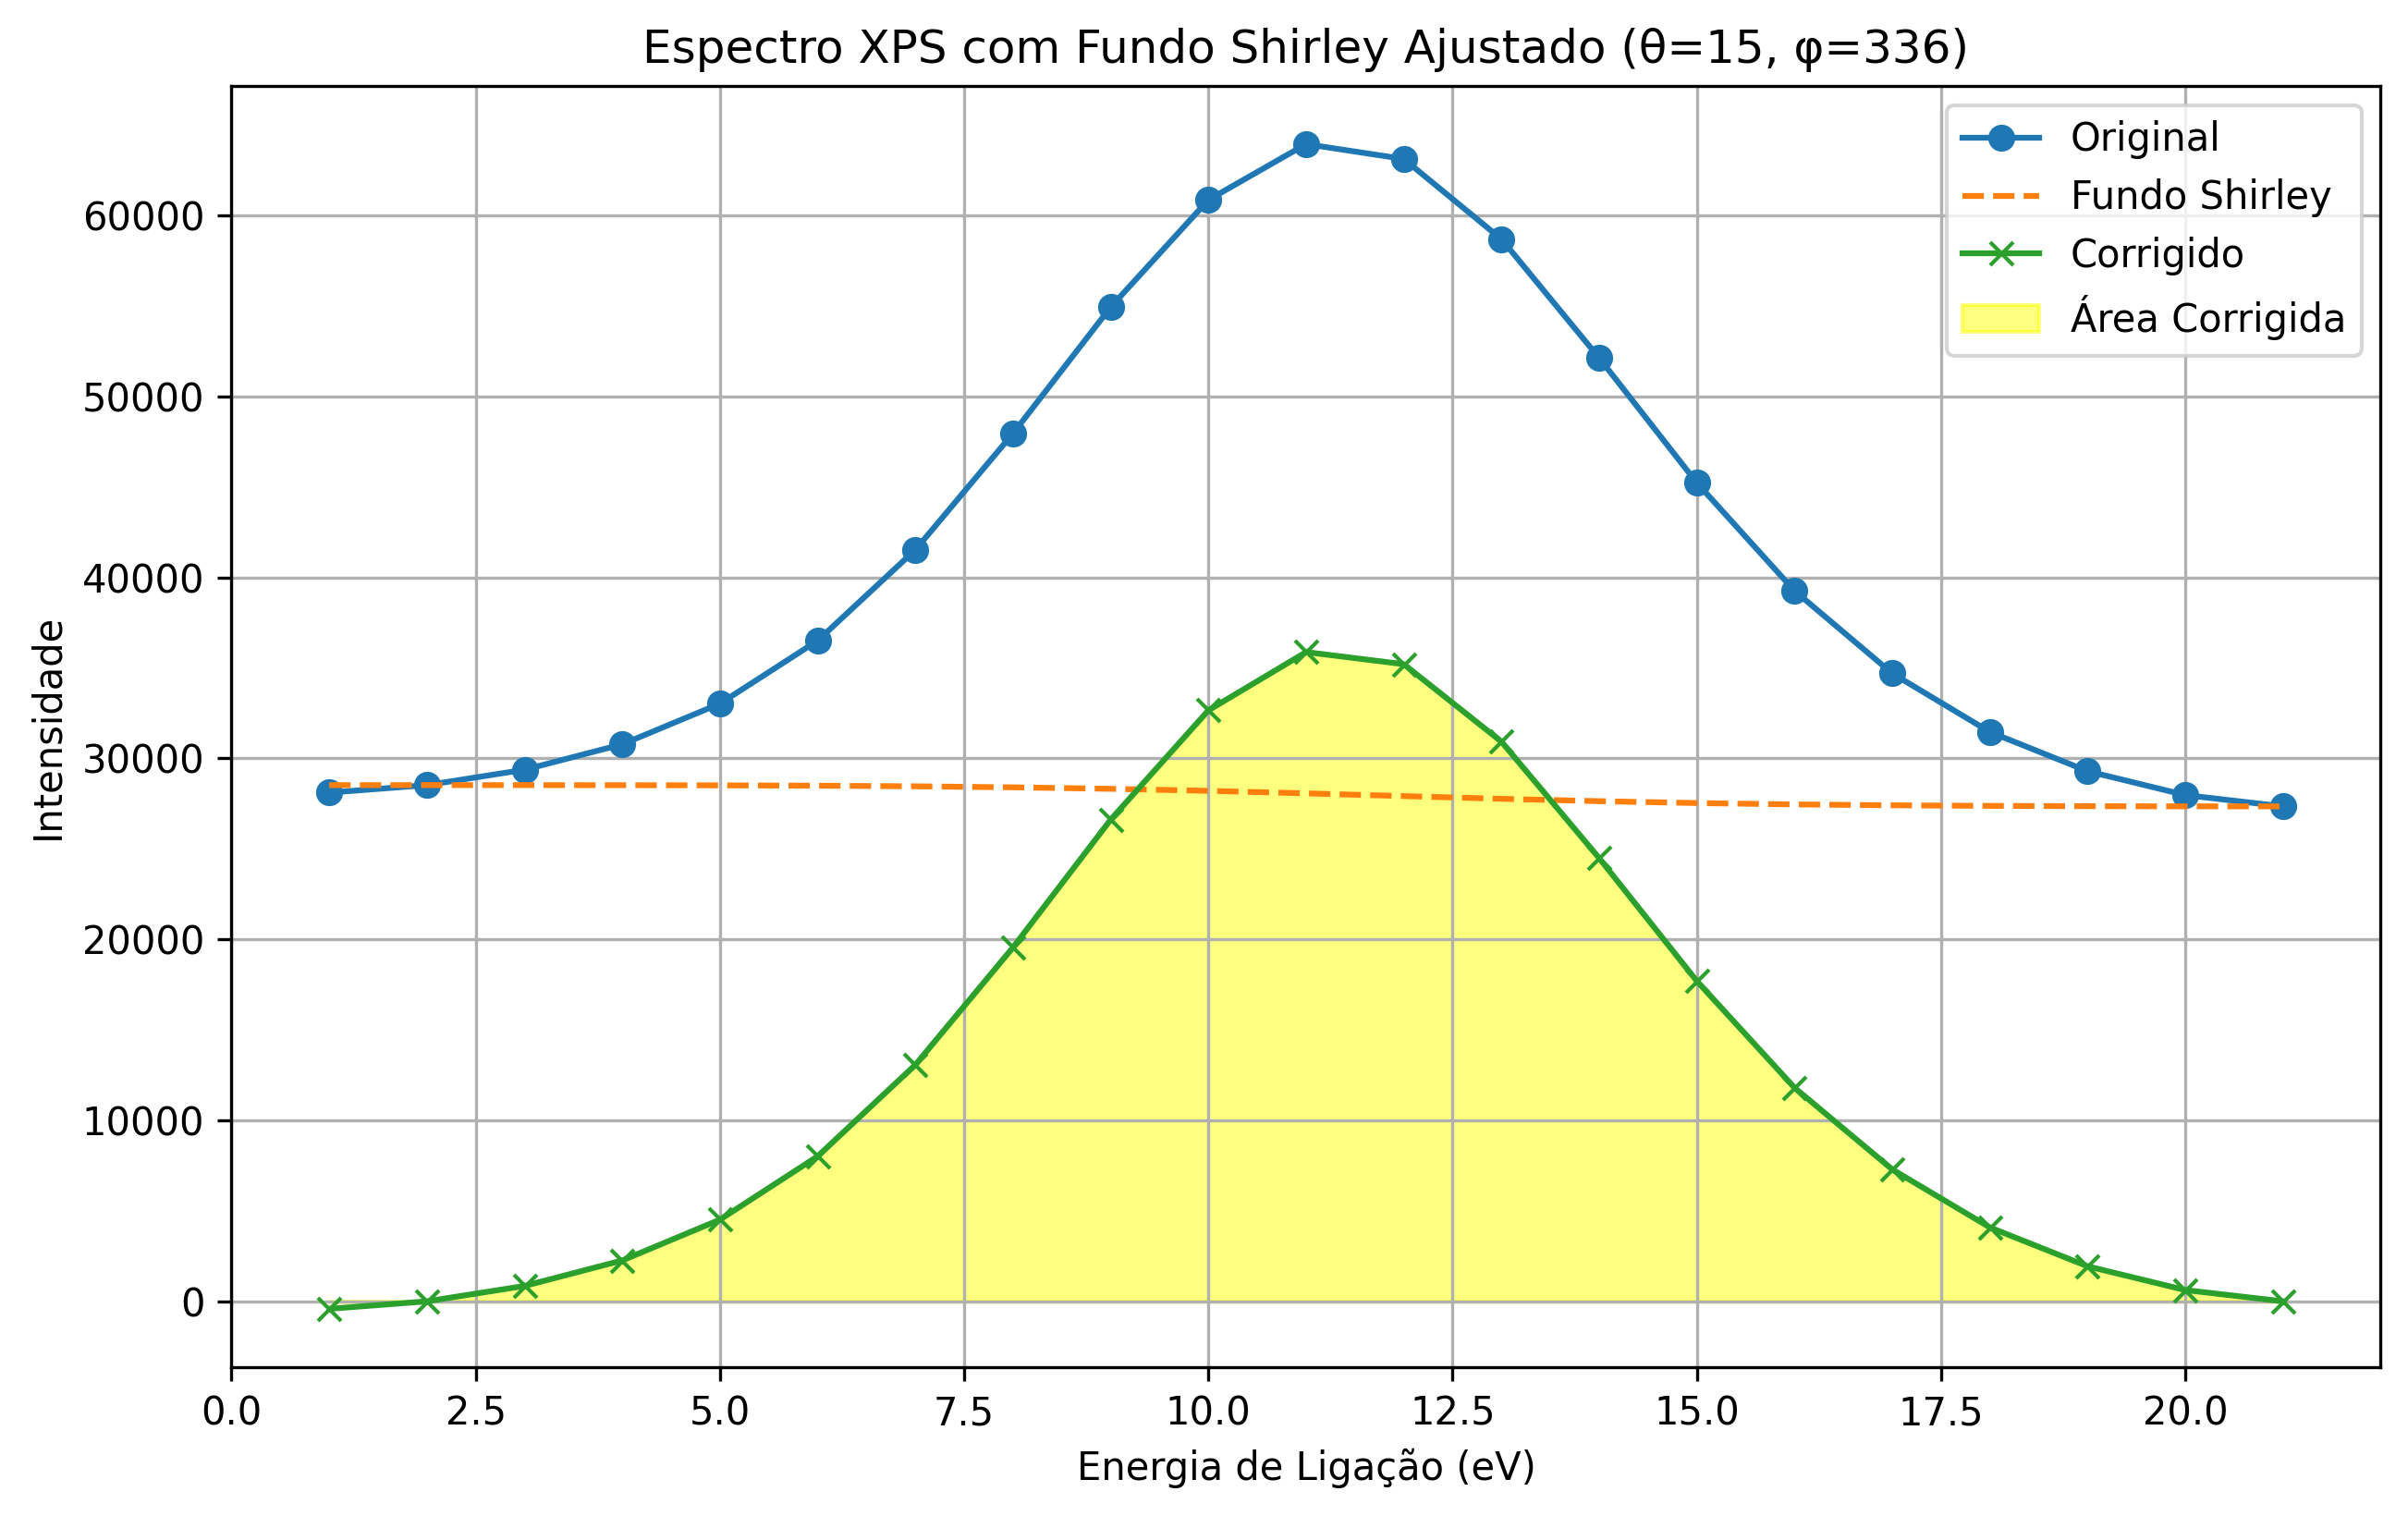 Espectro XPS com Fundo Shirley Ajustado (θ=15, φ=336)
Original
Fundo Shirley
Corrigido
Área Corrigida
60000
50000
40000
30000
20000
10000
0
Intensidade
0.0 2.5 5.0 7.5 10.0 12.5 15.0 17.5 20.0
Energia de Ligação (eV)